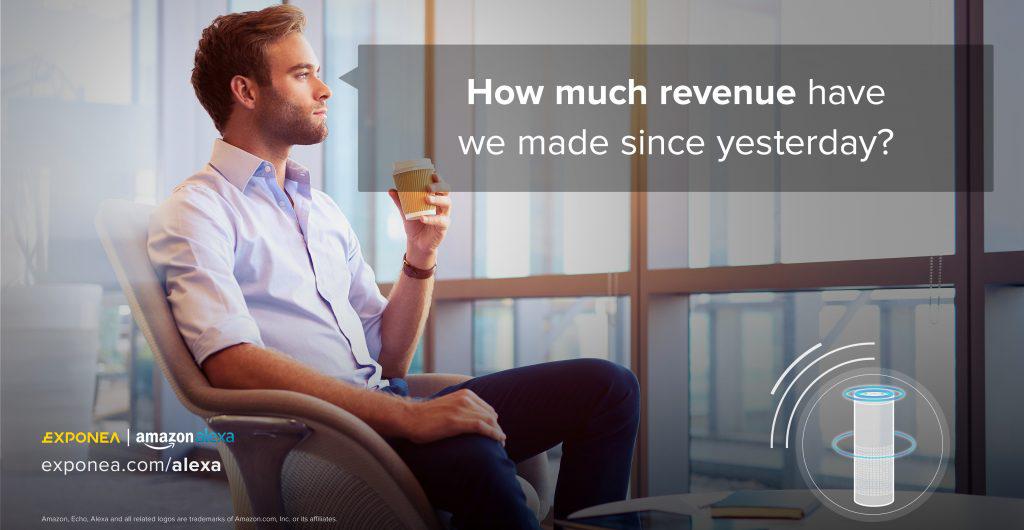 How much revenue have
we made since yesterday?
EXPONEA | amazon alexa
exponea.com/alexa
Amazon, Echo, Alexa and all related logos are trademarks of Amazon.com, Inc. or its affiliates.